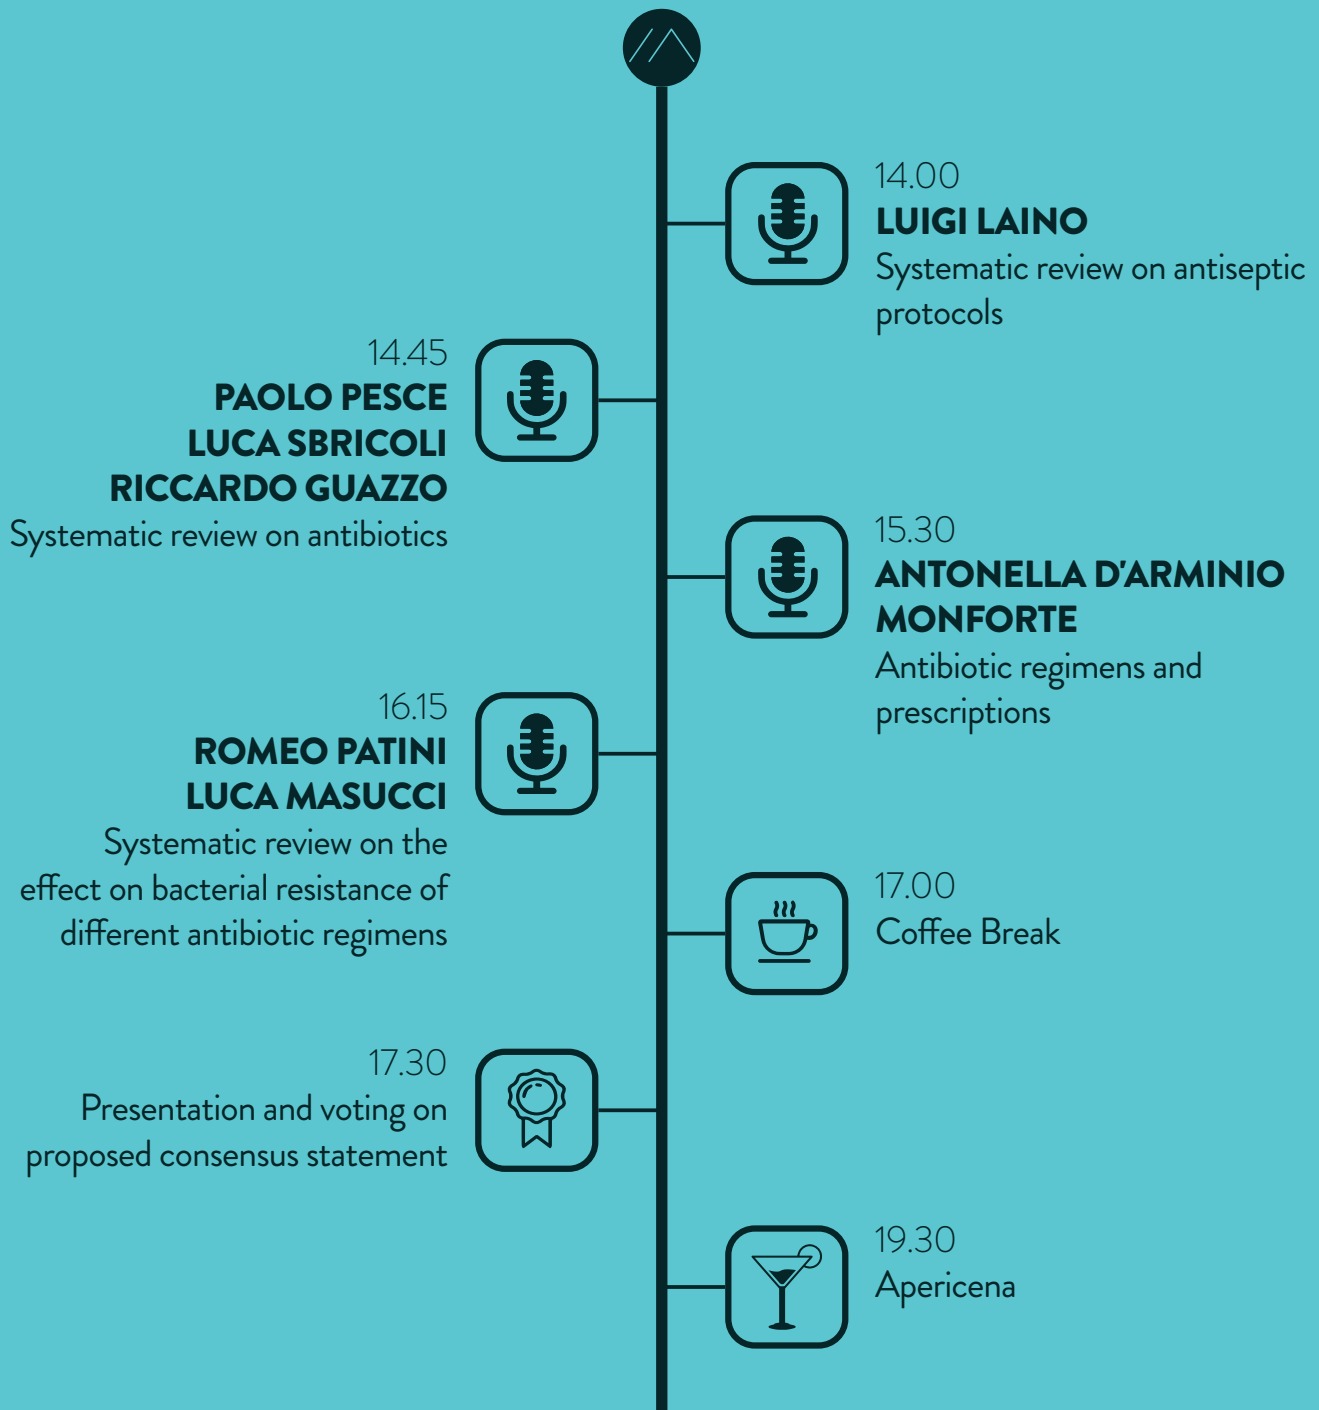 14.00
LUIGI LAINO
Systematic review on antiseptic
protocols
14.45
PAOLO PESCE
LUCA SBRICOLI
RICCARDO GUAZZO
Systematic review on antibiotics
15.30
ANTONELLA D'ARMINIO
MONFORTE
Antibiotic regimens and
prescriptions
16.15
ROMEO PATINI
LUCA MASUCCI
Systematic review on the
effect on bacterial resistance of
different antibiotic regimens
17.00
Coffee Break
17.30
Presentation and voting on
proposed consensus statement
19.30
Apericena